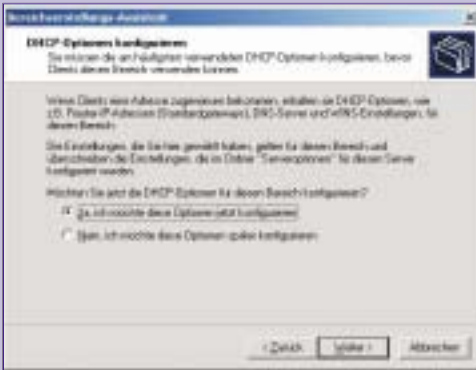 Bereichserstellungs-Assistent
DHCP-Optionen konfigurieren
Sie müssen die am häufigsten verwendeten DHCP-Optionen konfigurieren, bevor
Clients diesen Bereich verwenden können.
Wenn Clients eine Adresse zugewiesen bekommen, erhalten sie DHCP-Optionen, wie
z.B. Router-IP-Adressen (Standardgateways), DNS-Server und WINS-Einstellungen, für
diesen Bereich.
Die Einstellungen, die Sie hier gewählt haben, gelten für diesen Bereich und
überschreiben die Einstellungen, die im Ordner "Serveroptionen" für diesen Server
konfiguriert wurden.
Möchten Sie jetzt die DHCP-Optionen für diesen Bereich konfigurieren?
Ja, ich möchte diese Optionen jetzt konfigurieren
Nein, ich möchte diese Optionen später konfigurieren
< Zurück
Weiter >
Abbrechen